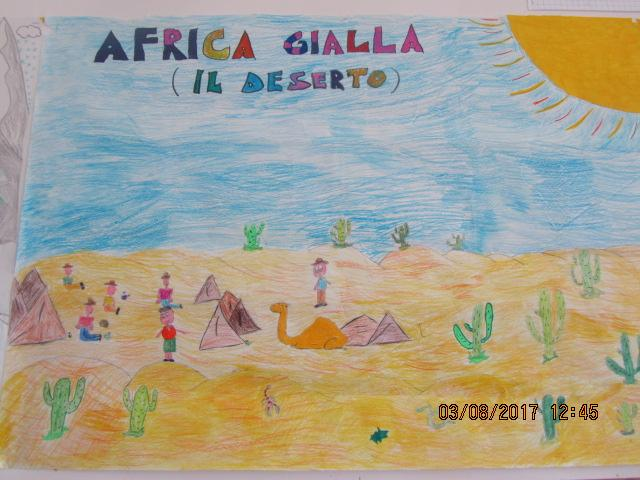 AFRICA GIALLA
(IL DESERTO)
03/08/2017 12:45